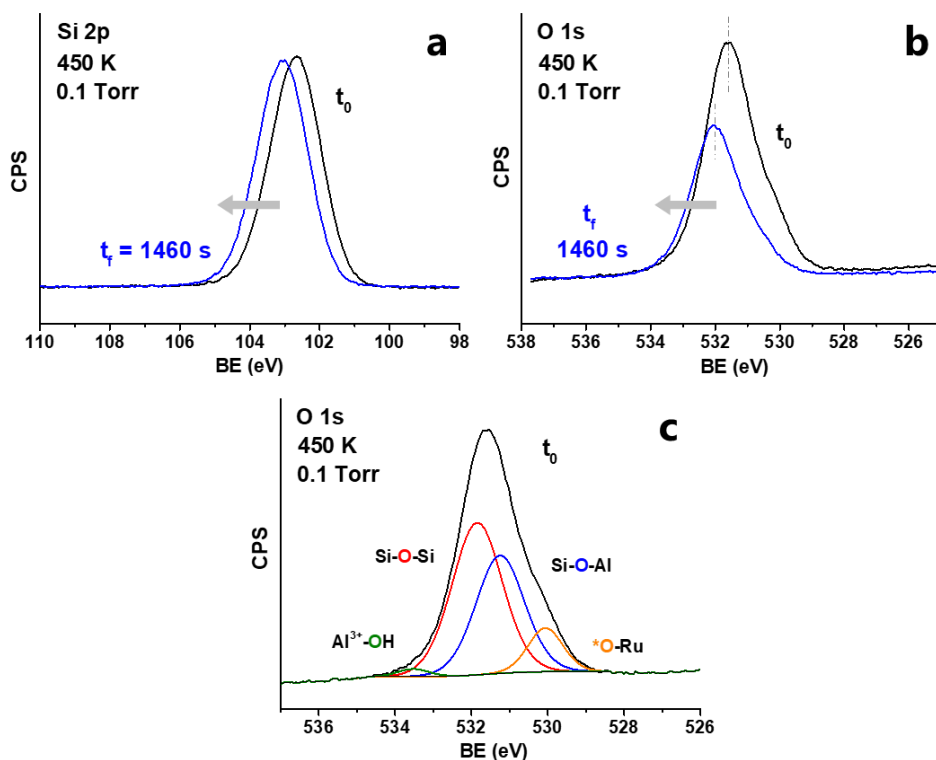 Si 2p
450 K
0.1 Torr
a
t₀
t_f = 1460 s
CPS
110 108 106 104 102 100 98
BE (eV)
O 1s
450 K
0.1 Torr
b
t₀
t_f
1460 s
CPS
538 536 534 532 530 528 526
BE (eV)
O 1s
450 K
0.1 Torr
c
t₀
Si-O-Si
Si-O-Al
Al³⁺-OH
*O-Ru
CPS
536 534 532 530 528 526
BE (eV)